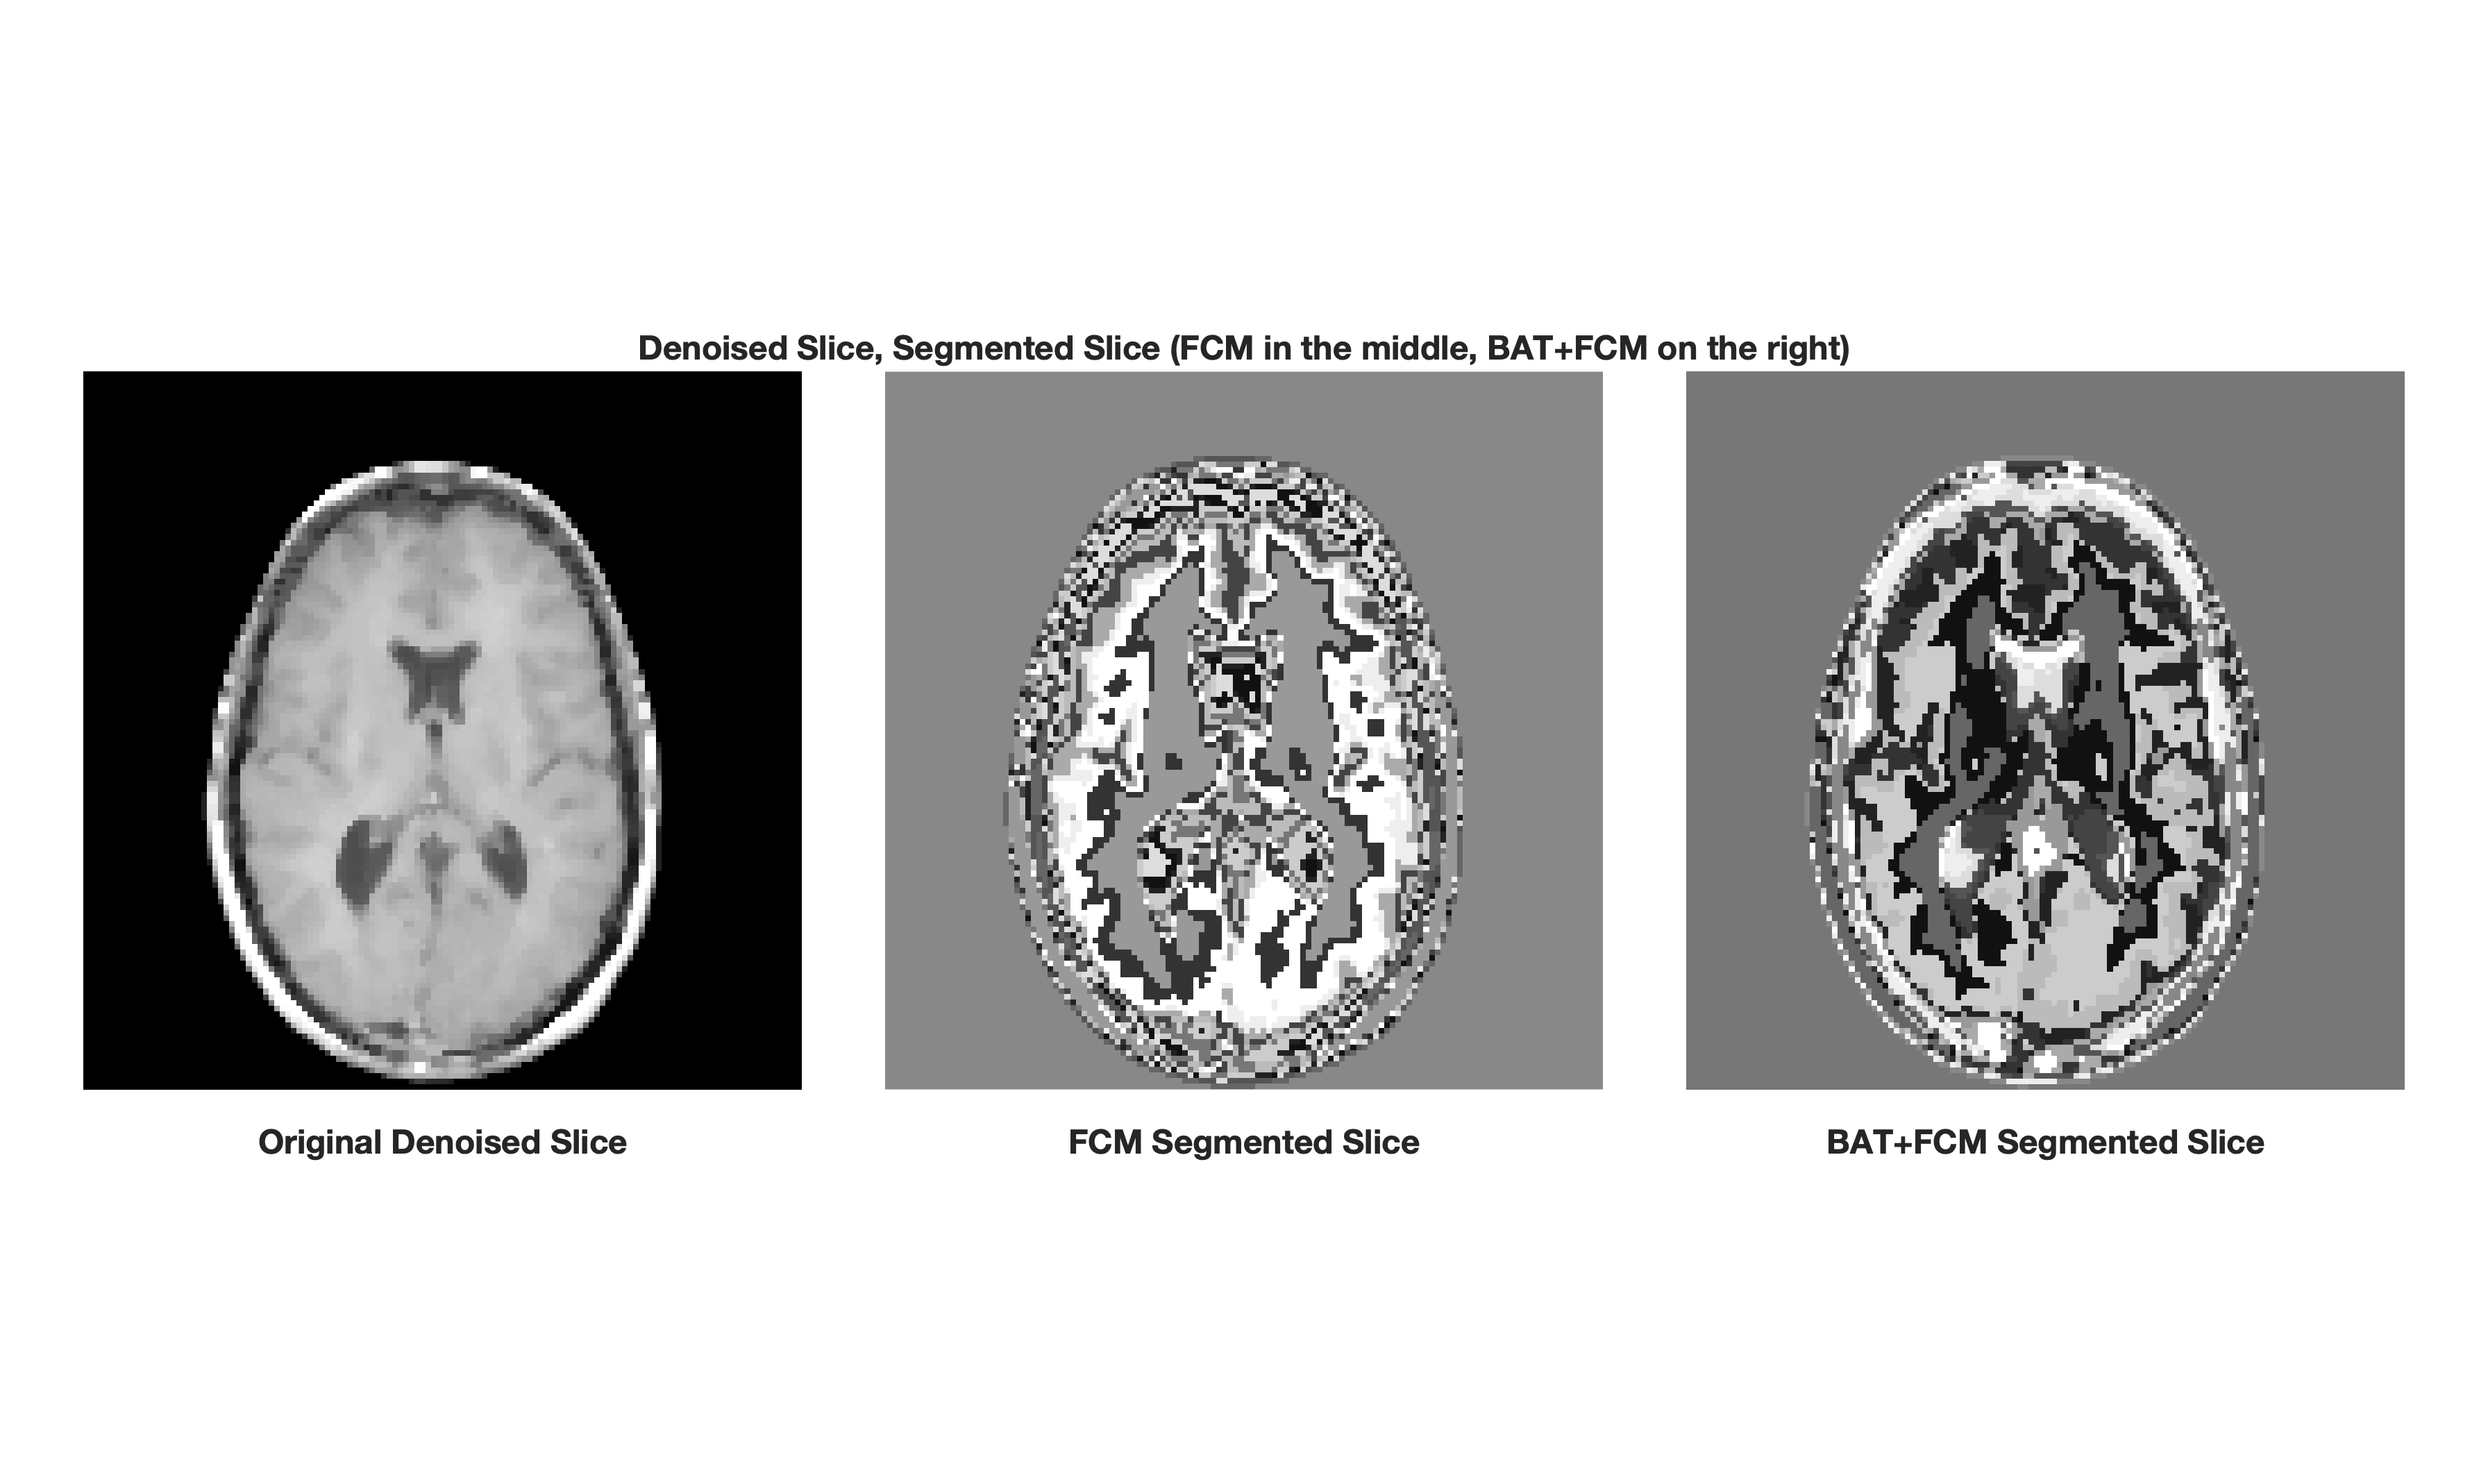 Denoised Slice, Segmented Slice (FCM in the middle, BAT+FCM on the right)
Original Denoised Slice
FCM Segmented Slice
BAT+FCM Segmented Slice